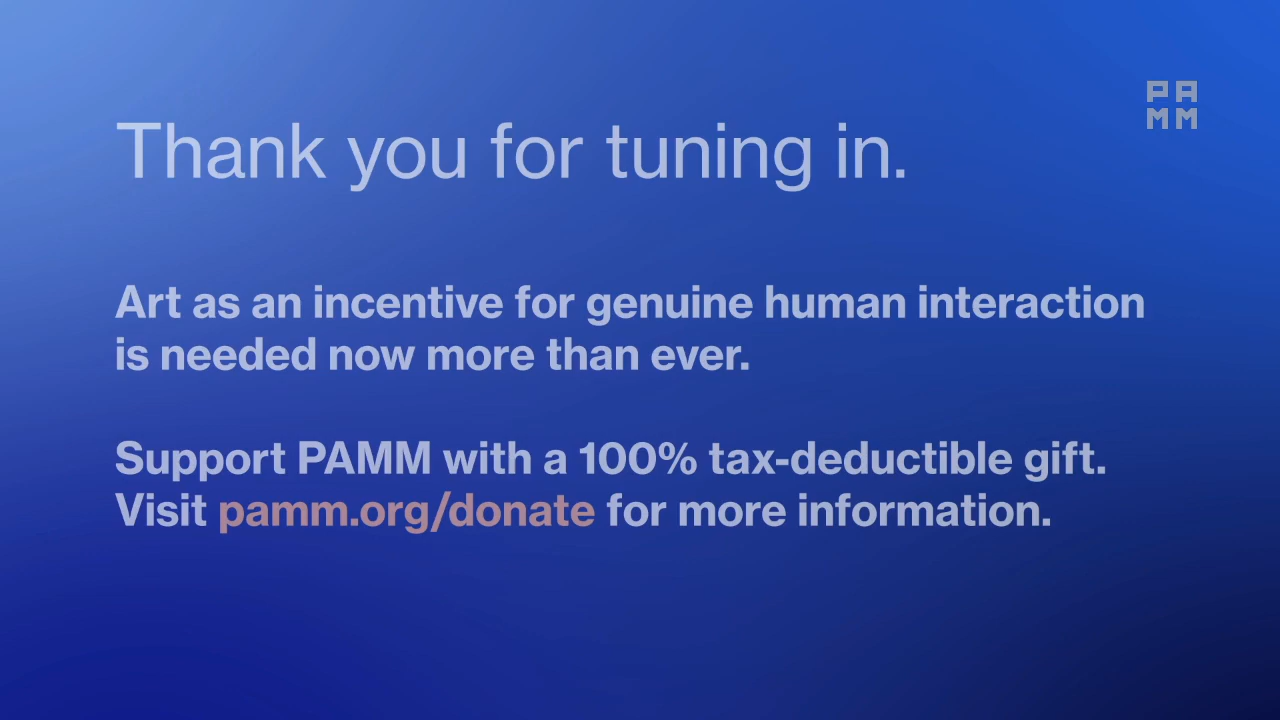 PA
MM
Thank you for tuning in.
Art as an incentive for genuine human interaction
is needed now more than ever.
Support PAMM with a 100% tax-deductible gift.
Visit pamm.org/donate for more information.